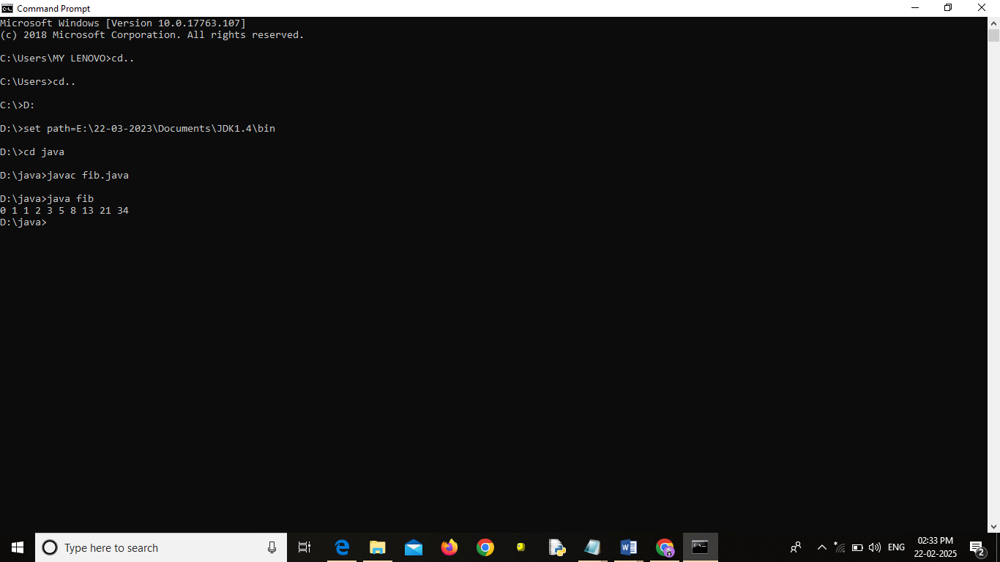 Command Prompt
Microsoft Windows [Version 10.0.17763.107]
(c) 2018 Microsoft Corporation. All rights reserved.
C:\Users\MY LENOVO>cd..
C:\Users>cd..
C:\>D:
D:\>set path=E:\22-03-2023\Documents\JDK1.4\bin
D:\>cd java
D:\java>javac fib.java
D:\java>java fib
0 1 1 2 3 5 8 13 21 34
D:\java>
Type here to search
ENG
02:33 PM
22-02-2025
2